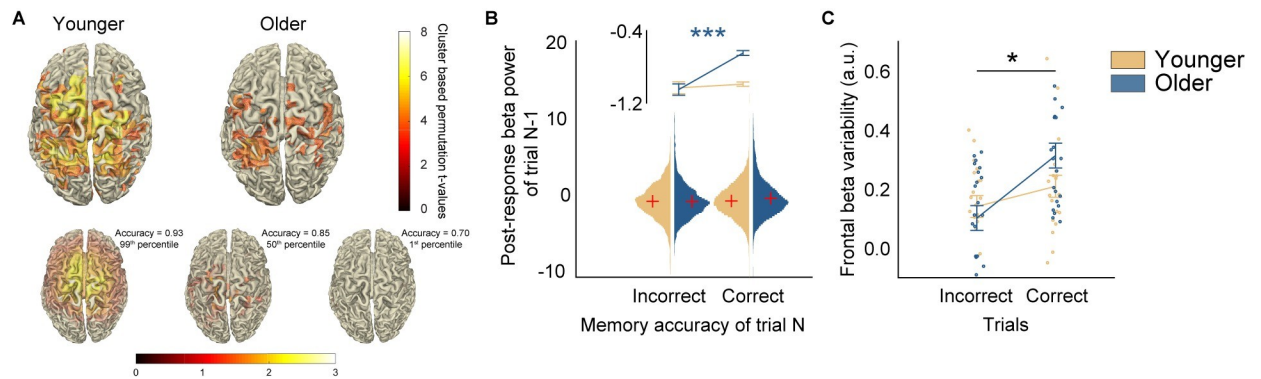 A
Younger
Older
8
6
4
2
0
Cluster based permutation t-values
Accuracy = 0.93
99th percentile
Accuracy = 0.85
50th percentile
Accuracy = 0.70
1st percentile
0
1
2
3
B
Post-response beta power
of trial N-1
20
10
0
-10
-0.4
-1.2
***
Incorrect
Correct
Memory accuracy of trial N
C
Frontal beta variability (a.u.)
0.6
0.4
0.2
0.0
*
Incorrect
Correct
Trials
Younger
Older